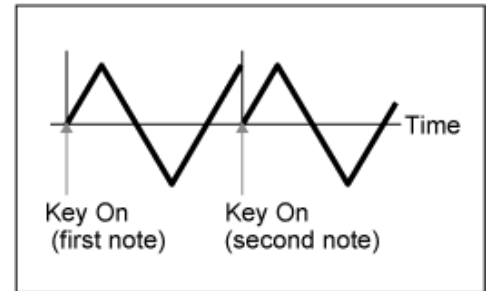 Time
Key On
(first note)
Key On
(second note)